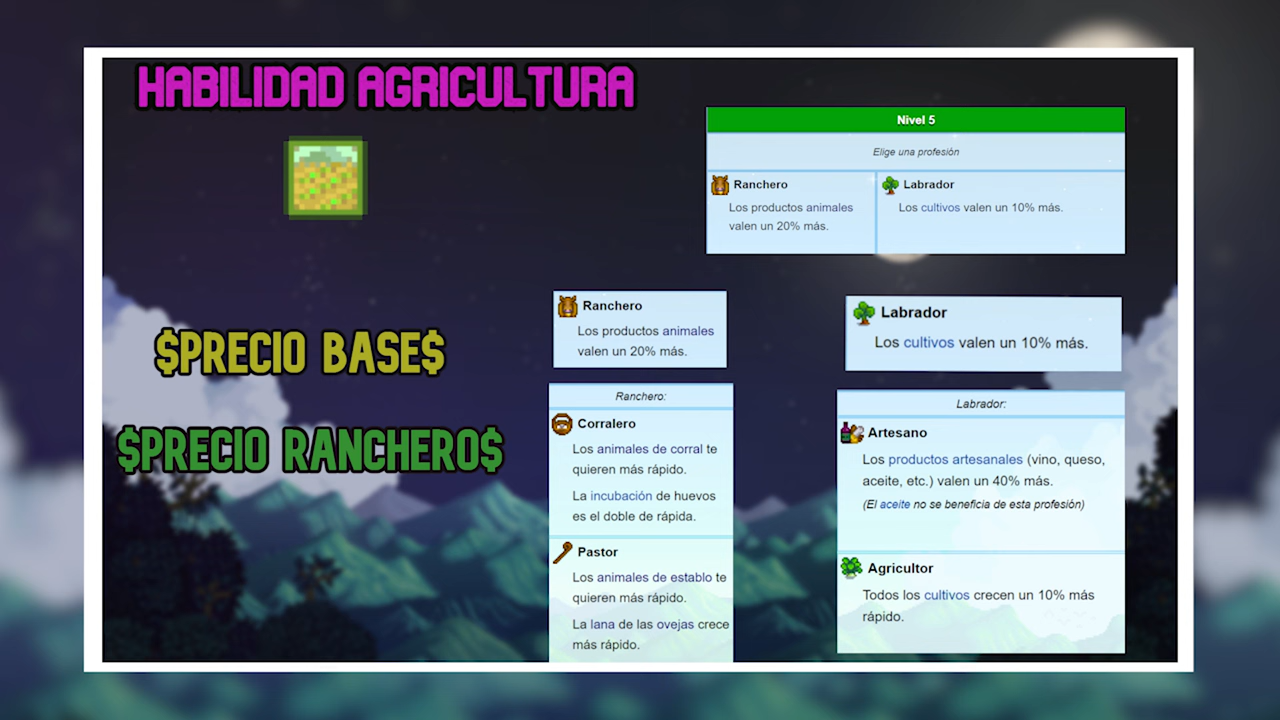 HABILIDAD AGRICULTURA
Nivel 5
Elige una profesión
Ranchero
Los productos animales
valen un 20% más.
Labrador
Los cultivos valen un 10% más.
$PRECIO BASE$
$PRECIO RANCHERO$
Ranchero
Los productos animales
valen un 20% más.
Ranchero:
Corralero
Los animales de corral te
quieren más rápido.
La incubación de huevos
es el doble de rápida.
Pastor
Los animales de establo te
quieren más rápido.
La lana de las ovejas crece
más rápido.
Labrador
Los cultivos valen un 10% más.
Labrador:
Artesano
Los productos artesanales (vino, queso,
aceite, etc.) valen un 40% más.
(El aceite no se beneficia de esta profesión)
Agricultor
Todos los cultivos crecen un 10% más
rápido.